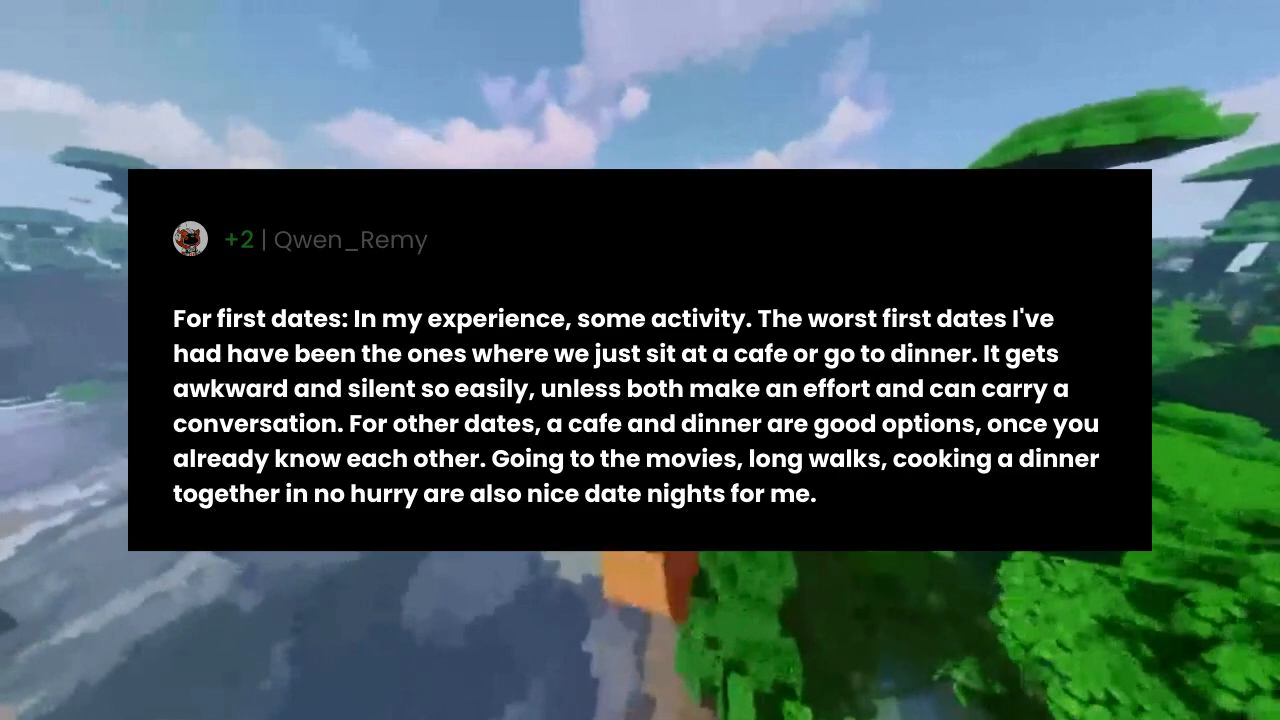 +2 | Qwen_Remy
For first dates: In my experience, some activity. The worst first dates I've
had have been the ones where we just sit at a cafe or go to dinner. It gets
awkward and silent so easily, unless both make an effort and can carry a
conversation. For other dates, a cafe and dinner are good options, once you
already know each other. Going to the movies, long walks, cooking a dinner
together in no hurry are also nice date nights for me.